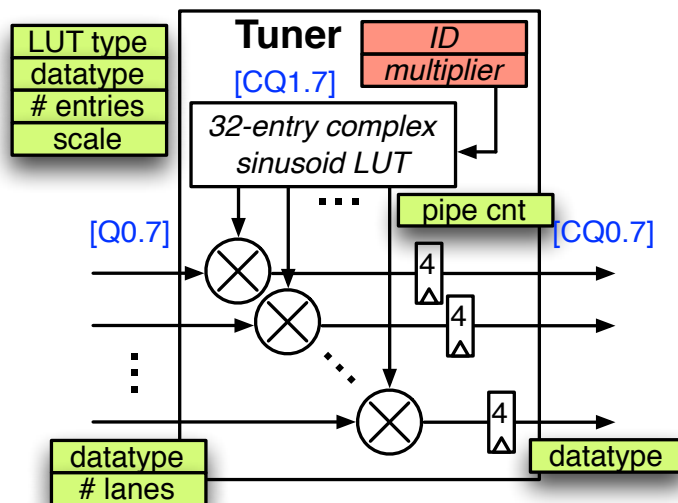 LUT type
datatype
# entries
scale
Tuner
ID
multiplier
[CQ1.7]
32-entry complex
sinusoid LUT
pipe cnt
[Q0.7]
[CQ0.7]
4
4
4
datatype
# lanes
datatype